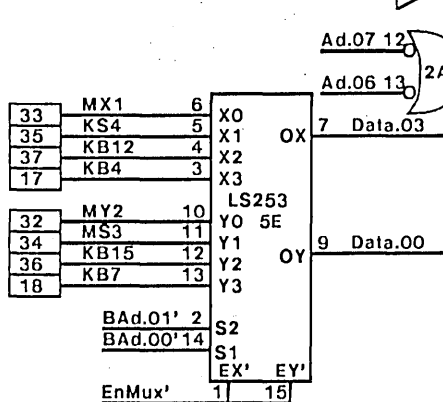 Ad.07 12
2A
Ad.06 13
33 MX1 6 X0
35 KS4 5 X1 OX 7 Data.03
37 KB12 4 X2
17 KB4 3 X3
LS253
32 MY2 10 Y0 5E
34 MS3 11 Y1
36 KB15 12 Y2 OY 9 Data.00
18 KB7 13 Y3
BAd.01' 2 S2
BAd.00' 14 S1
EX' EY'
EnMux' 1 15